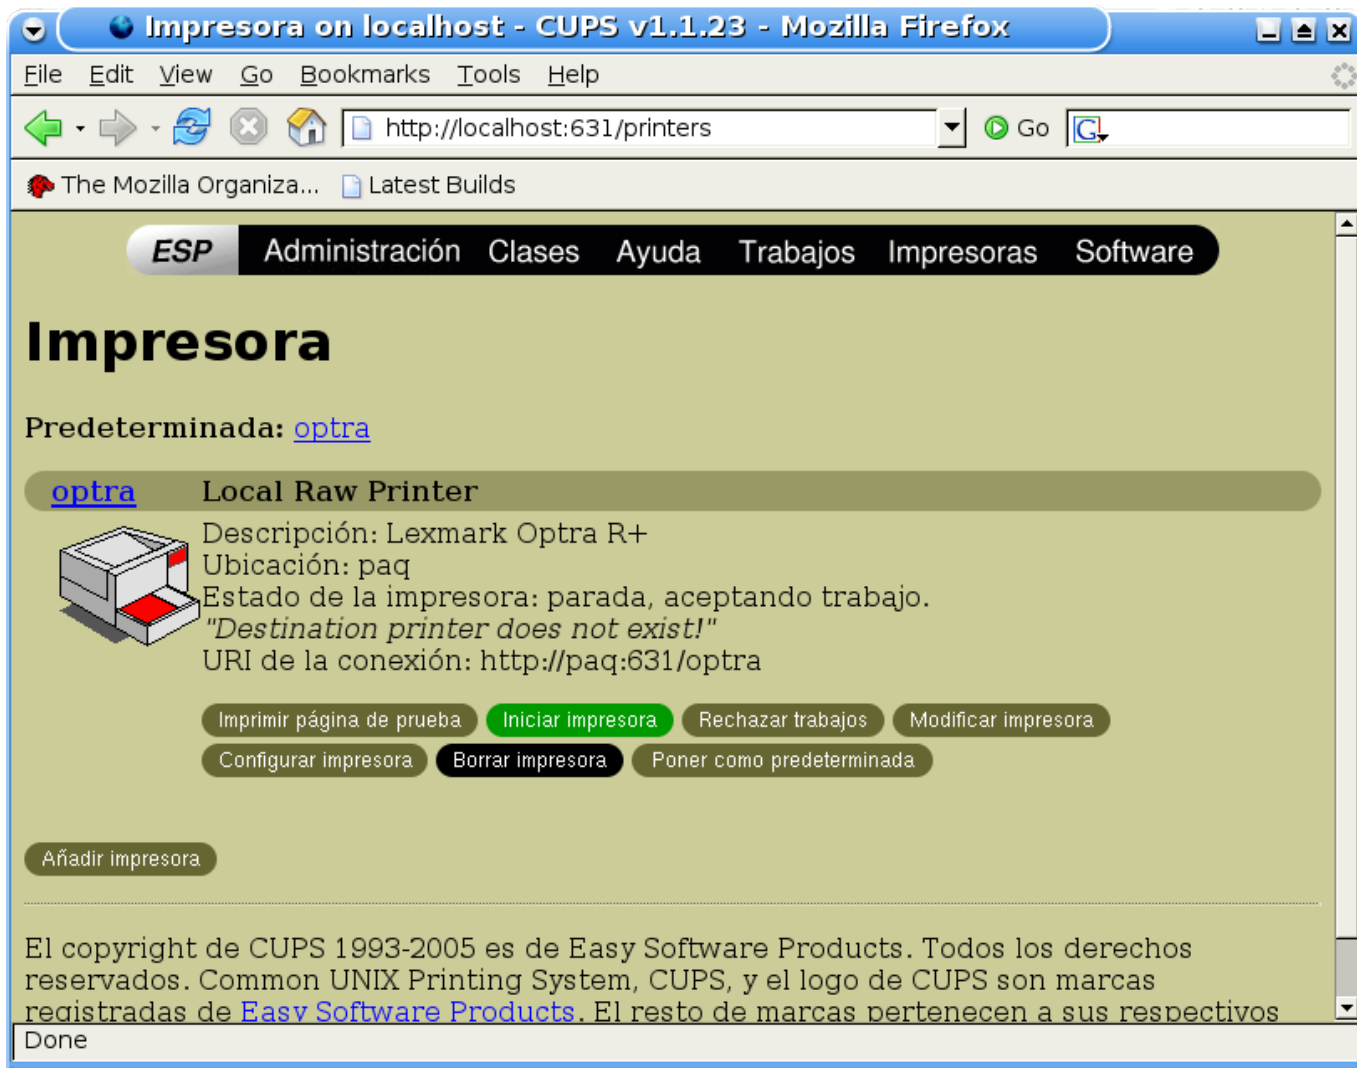 Impresora on localhost - CUPS v1.1.23 - Mozilla Firefox
File Edit View Go Bookmarks Tools Help
http://localhost:631/printers Go G
The Mozilla Organiza... Latest Builds
ESP Administración Clases Ayuda Trabajos Impresoras Software
Impresora
Predeterminada: optra
optra Local Raw Printer
Descripción: Lexmark Optra R+
Ubicación: paq
Estado de la impresora: parada, aceptando trabajo.
"Destination printer does not exist!"
URI de la conexión: http://paq:631/optra
Imprimir página de prueba Iniciar impresora Rechazar trabajos Modificar impresora
Configurar impresora Borrar impresora Poner como predeterminada
Añadir impresora
El copyright de CUPS 1993-2005 es de Easy Software Products. Todos los derechos
reservados. Common UNIX Printing System, CUPS, y el logo de CUPS son marcas
registradas de Easy Software Products. El resto de marcas pertenecen a sus respectivos
Done